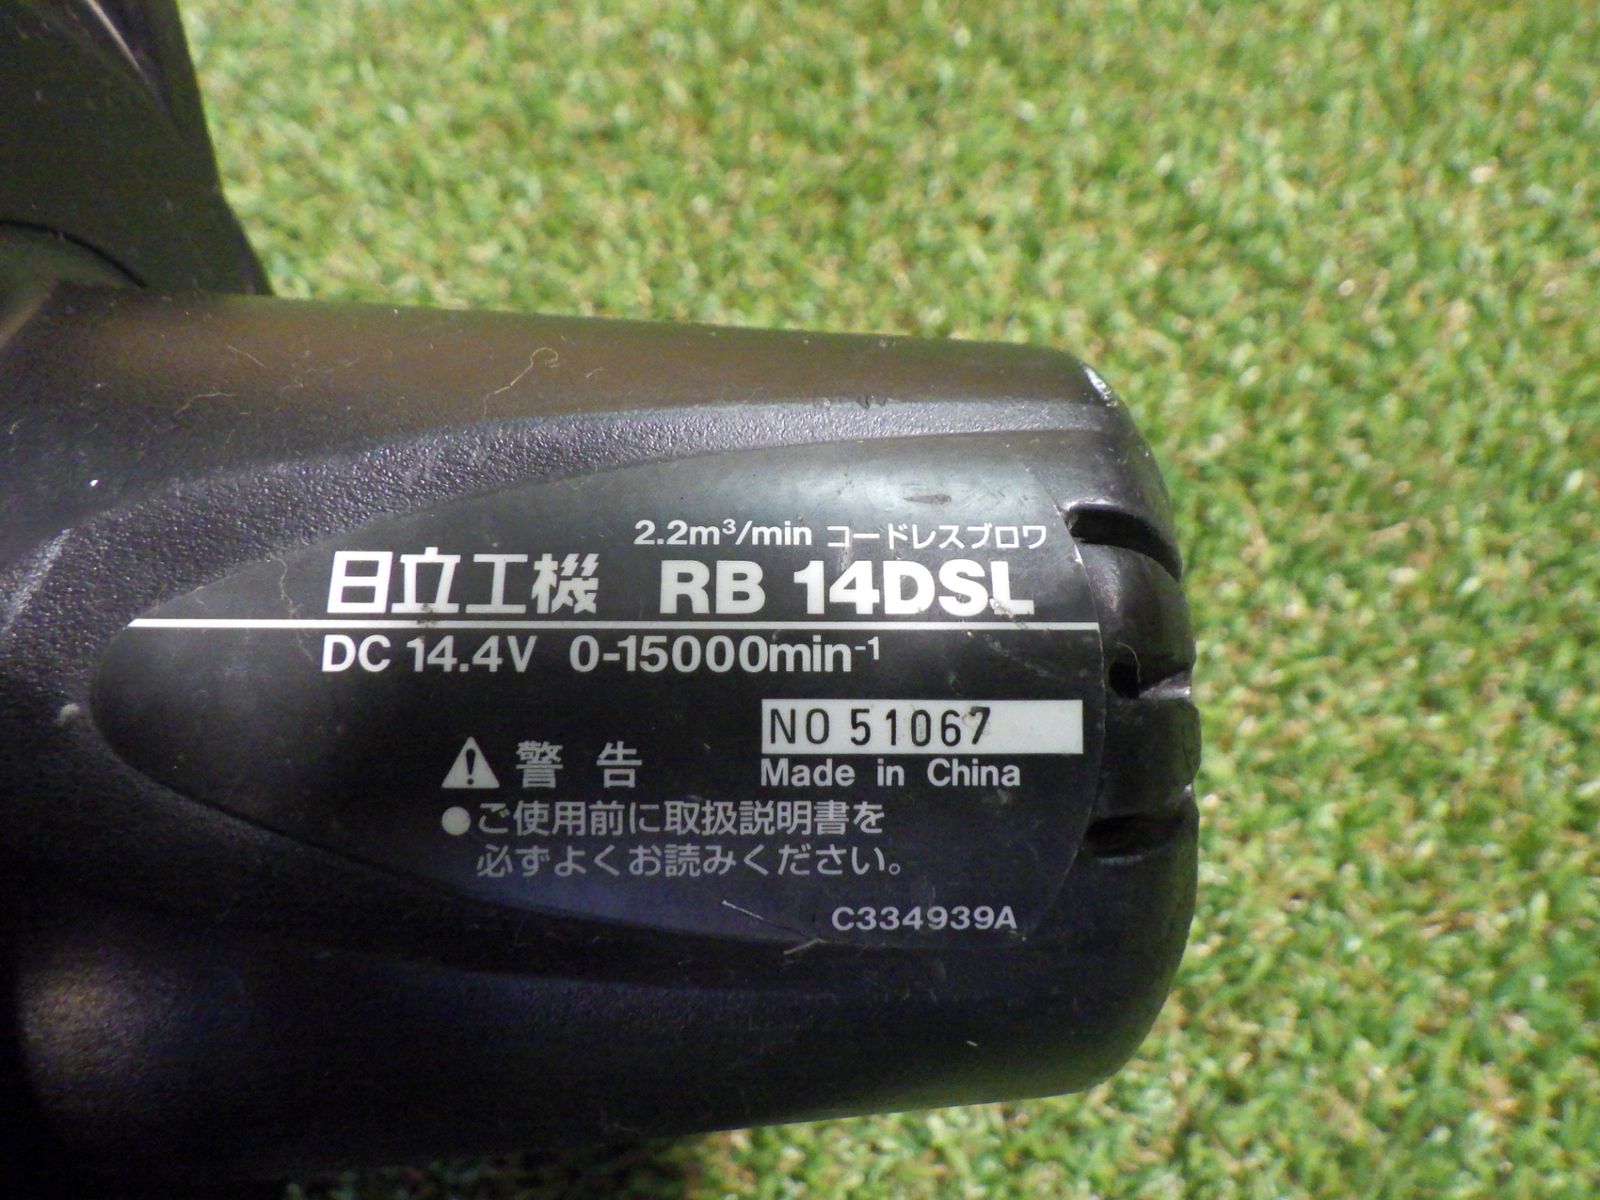 2.2m³/min コードレスブロワ
日立工機 RB 14DSL
DC 14.4V 0-15000min⁻¹
NO 51067
Made in China
警告
●ご使用前に取扱説明書を
必ずよくお読みください。
C334939A